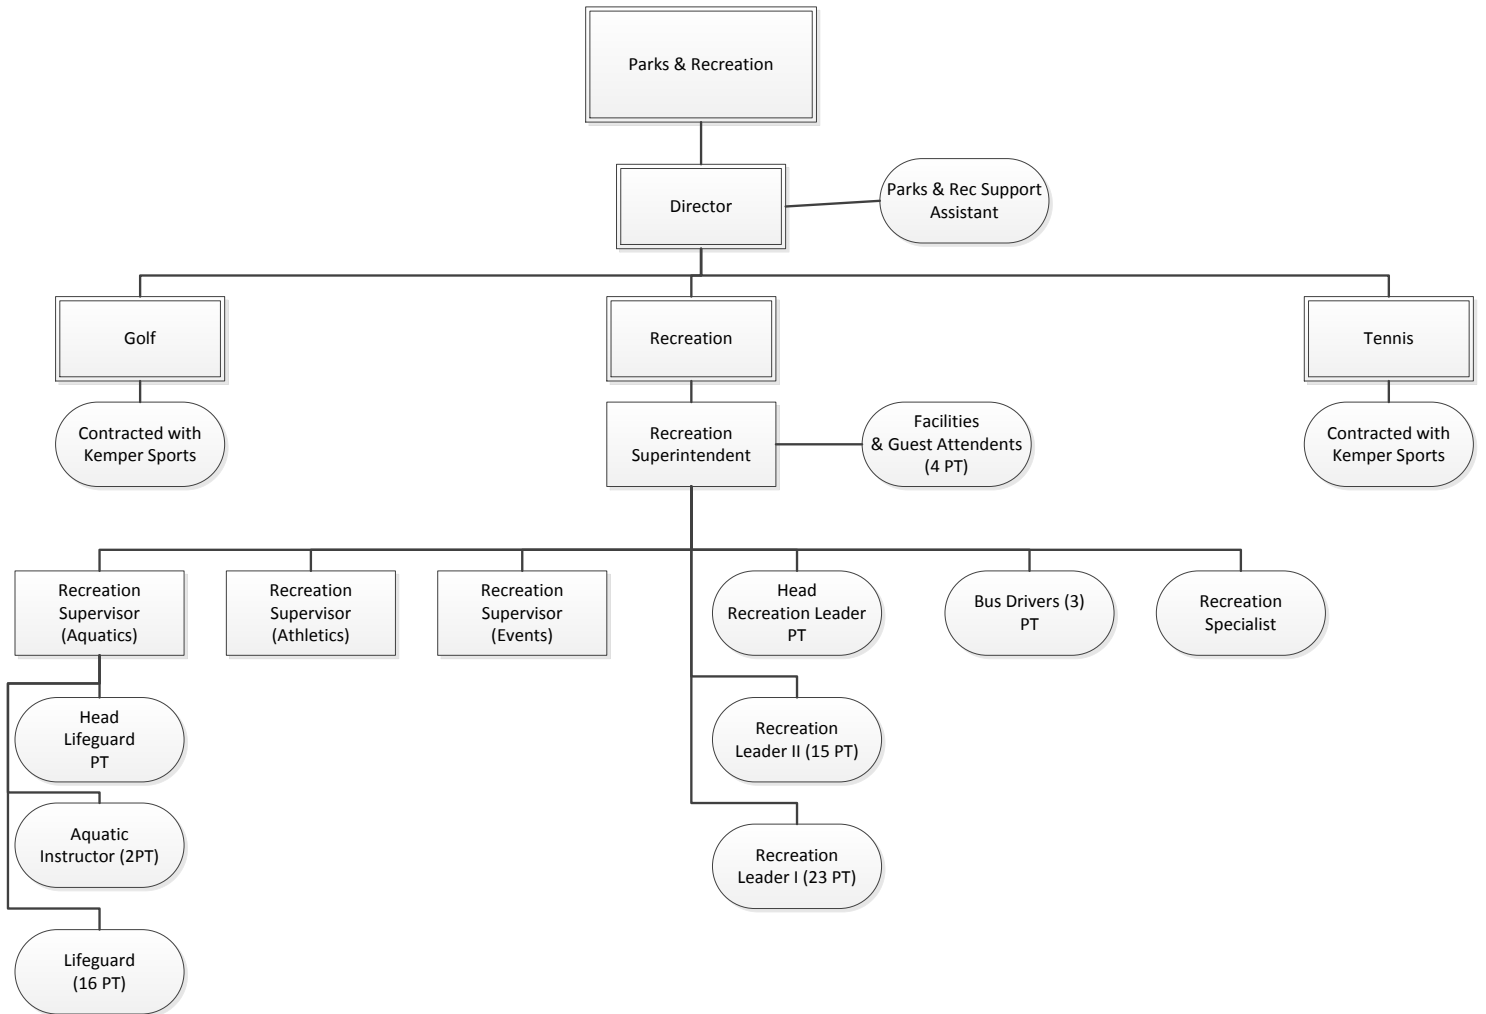 Parks & Recreation
Director
Parks & Rec Support
Assistant
Golf
Recreation
Tennis
Contracted with
Kemper Sports
Recreation
Superintendent
Facilities
& Guest Attendents
(4 PT)
Contracted with
Kemper Sports
Recreation
Supervisor
(Aquatics)
Recreation
Supervisor
(Athletics)
Recreation
Supervisor
(Events)
Head
Recreation Leader
PT
Bus Drivers (3)
PT
Recreation
Specialist
Head
Lifeguard
PT
Recreation
Leader II (15 PT)
Aquatic
Instructor (2PT)
Recreation
Leader I (23 PT)
Lifeguard
(16 PT)